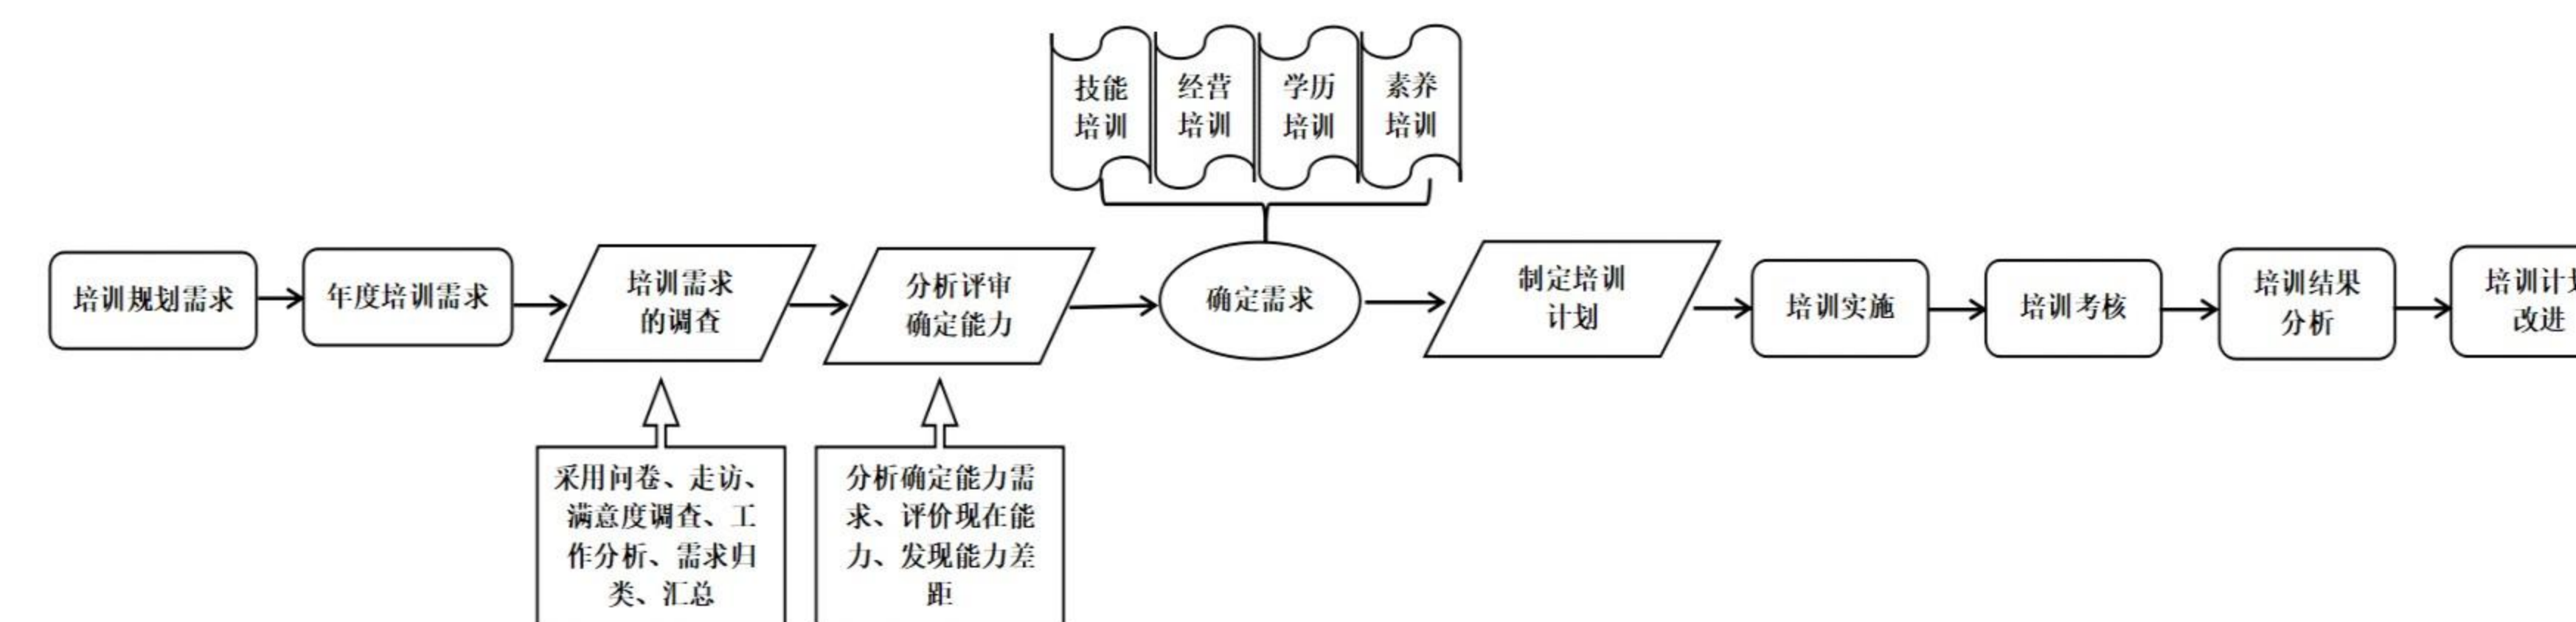 技能
培训
经营
培训
学历
培训
素养
培训
培训规划需求
年度培训需求
培训需求
的调查
分析评审
确定能力
确定需求
制定培训
计划
培训实施
培训考核
培训结果
分析
培训计划
改进
采用问卷、走访、
满意度调查、工
作分析、需求归
类、汇总
分析确定能力需
求、评价现在能
力、发现能力差
距